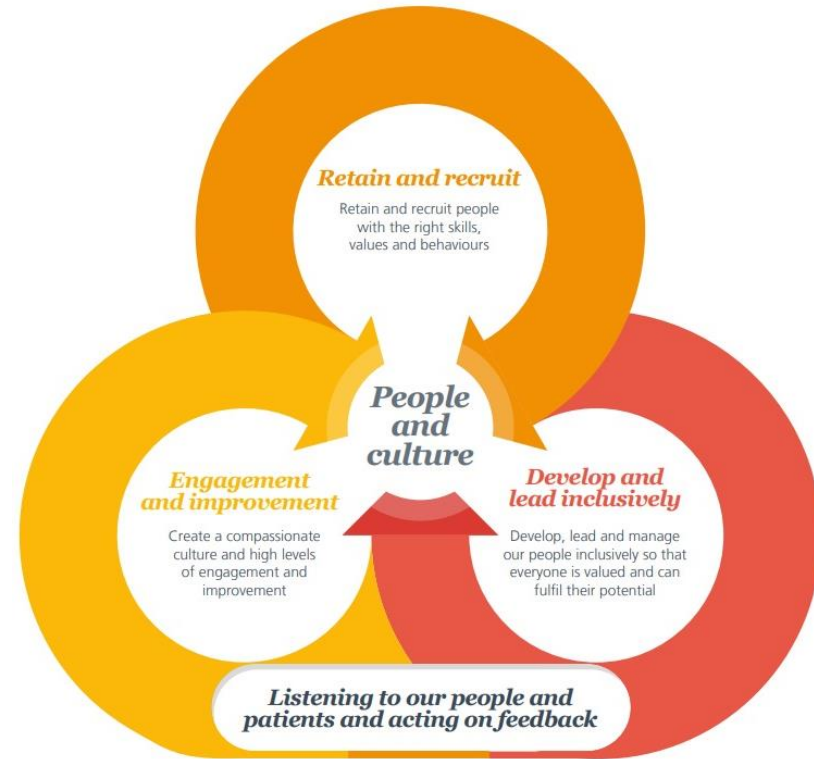 Retain and recruit
Retain and recruit people
with the right skills,
values and behaviours
People
and
culture
Engagement
and improvement
Create a compassionate
culture and high levels
of engagement and
improvement
Develop and
lead inclusively
Develop, lead and manage
our people inclusively so that
everyone is valued and can
fulfil their potential
Listening to our people and
patients and acting on feedback